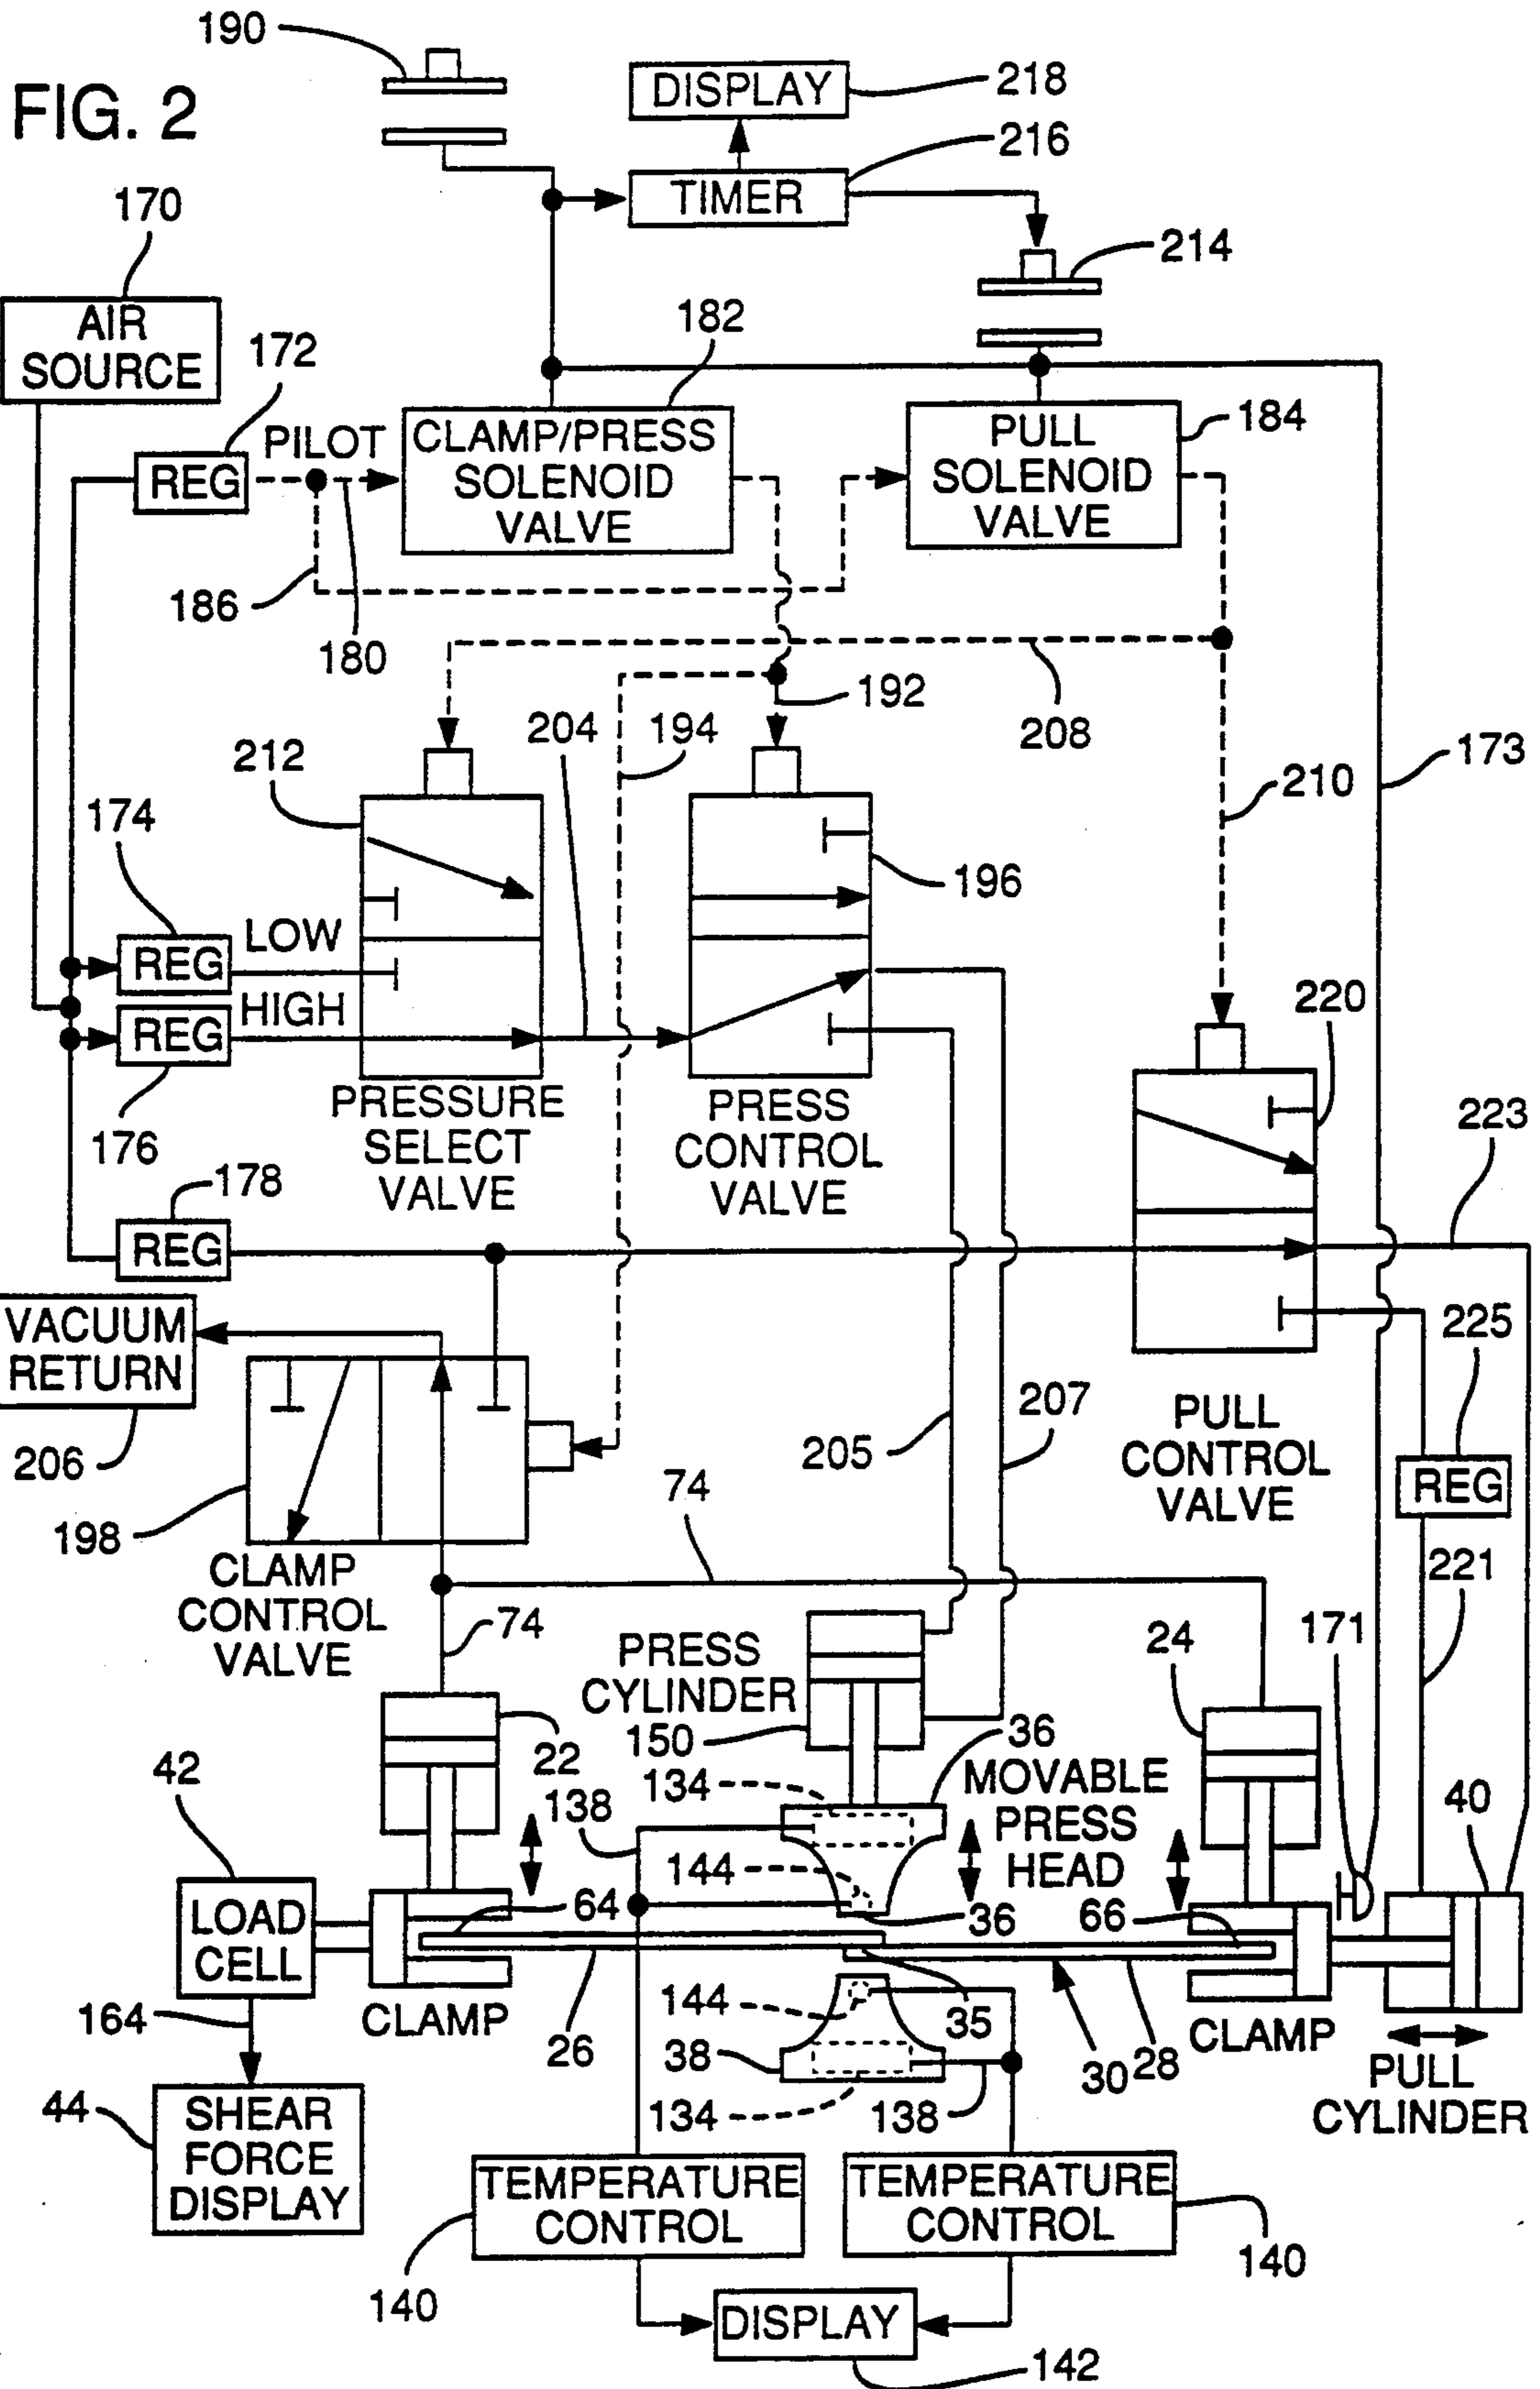 190
FIG. 2
DISPLAY
218
216
TIMER
170
214
AIR
SOURCE
182
172
PILOT
REG
CLAMP/PRESS
SOLENOID
VALVE
PULL
SOLENOID
VALVE
184
186
180
192
208
204
194
173
212
210
174
196
LOW
REG
HIGH
REG
220
176
PRESSURE
SELECT
VALVE
PRESS
CONTROL
VALVE
223
178
REG
VACUUM
RETURN
225
206
205
207
PULL
CONTROL
VALVE
REG
198
74
CLAMP
CONTROL
VALVE
74
221
171
24
PRESS
CYLINDER
150
22
36
42
134
138
MOVABLE
PRESS
HEAD
40
144
LOAD
CELL
64
36
66
164
CLAMP
26
144
35
38
30
28
CLAMP
134
138
PULL
CYLINDER
44
SHEAR
FORCE
DISPLAY
TEMPERATURE
CONTROL
TEMPERATURE
CONTROL
140
140
DISPLAY
142